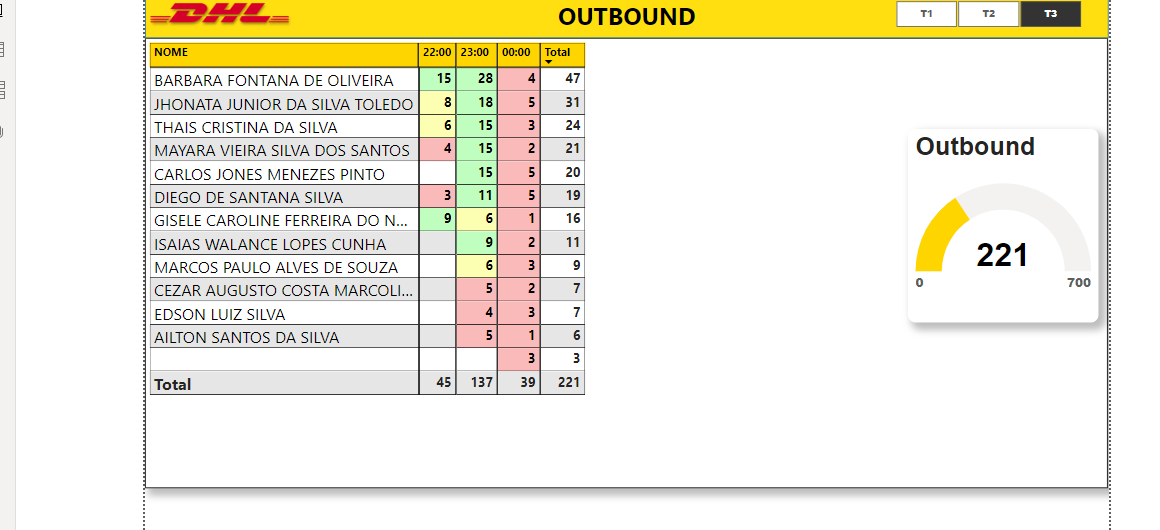 DHL
OUTBOUND
T1 T2 T3
NOME 22:00 23:00 00:00 Total
BARBARA FONTANA DE OLIVEIRA 15 28 4 47
JHONATA JUNIOR DA SILVA TOLEDO 8 18 5 31
THAIS CRISTINA DA SILVA 6 15 3 24
MAYARA VIEIRA SILVA DOS SANTOS 4 15 2 21
CARLOS JONES MENEZES PINTO 15 5 20
DIEGO DE SANTANA SILVA 3 11 5 19
GISELE CAROLINE FERREIRA DO N... 9 6 1 16
ISAIAS WALANCE LOPES CUNHA 9 2 11
MARCOS PAULO ALVES DE SOUZA 6 3 9
CEZAR AUGUSTO COSTA MARCOLI... 5 2 7
EDSON LUIZ SILVA 4 3 7
AILTON SANTOS DA SILVA 5 1 6
3 3
Total 45 137 39 221
Outbound
221
0 700